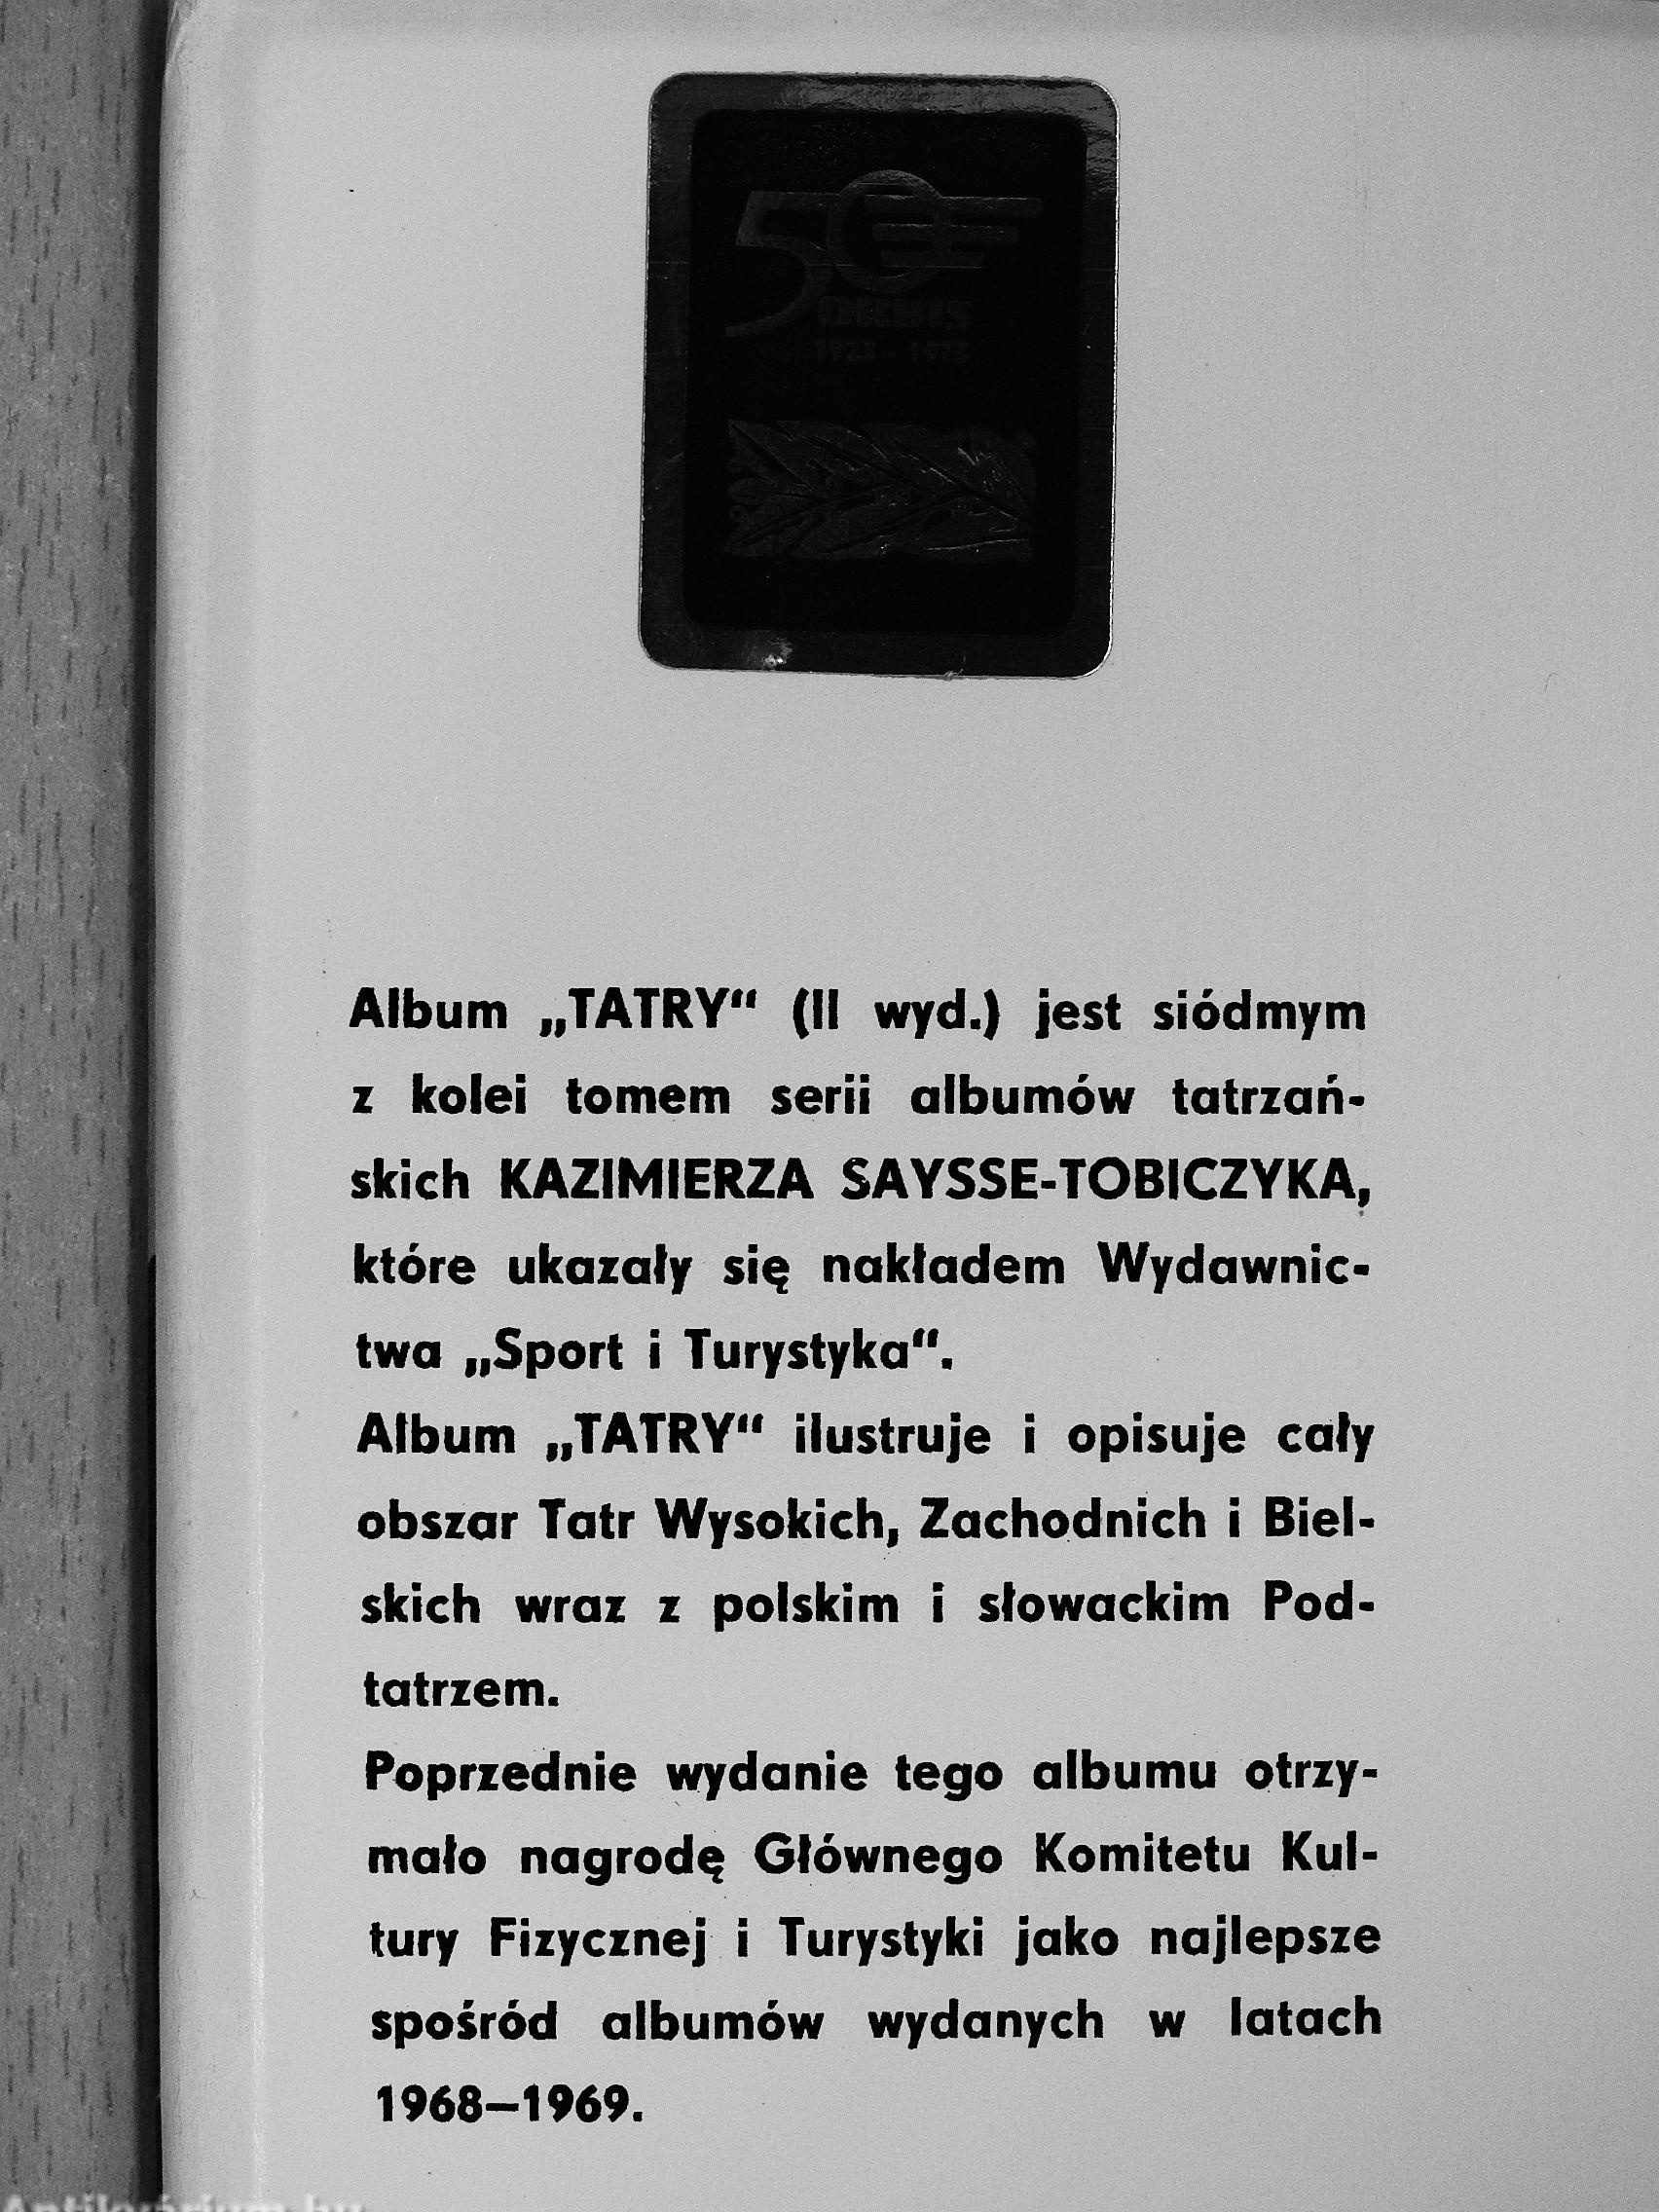 50
1923 - 1973
Album „TATRY“ (II wyd.) jest siódmym
z kolei tomem serii albumów tatrzań-
skich KAZIMIERZA SAYSSE-TOBICZYKA,
które ukazały się nakładem Wydawnic-
twa „Sport i Turystyka“.
Album „TATRY“ ilustruje i opisuje cały
obszar Tatr Wysokich, Zachodnich i Biel-
skich wraz z polskim i słowackim Pod-
tatrzem.
Poprzednie wydanie tego albumu otrzy-
mało nagrodę Głównego Komitetu Kul-
tury Fizycznej i Turystyki jako najlepsze
spośród albumów wydanych w latach
1968–1969.